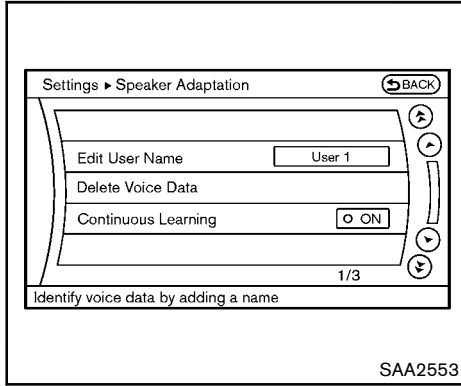 Settings ▸ Speaker Adaptation BACK
Edit User Name User 1
Delete Voice Data
Continuous Learning ON
1/3
Identify voice data by adding a name
SAA2553